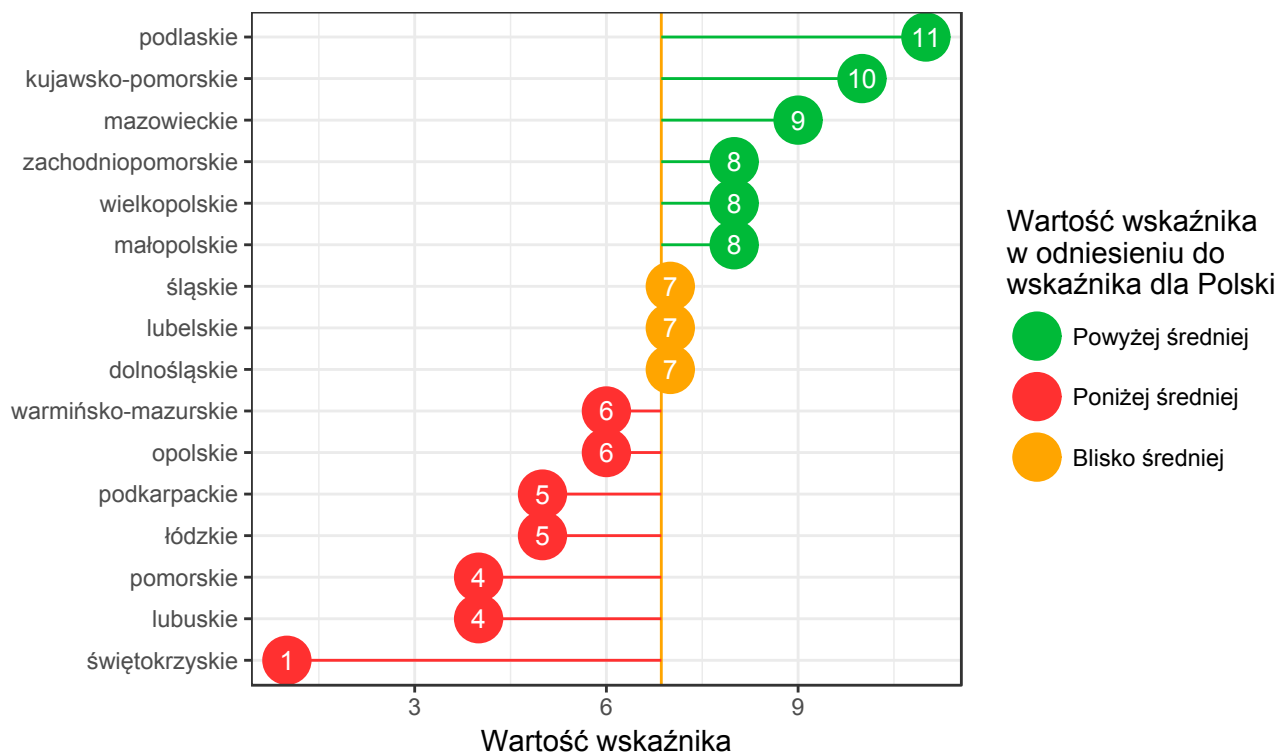 podlaskie 11
kujawsko-pomorskie 10
mazowieckie 9
zachodniopomorskie 8
wielkopolskie 8
małopolskie 8
śląskie 7
lubelskie 7
dolnośląskie 7
warmińsko-mazurskie 6
opolskie 6
podkarpackie 5
łódzkie 5
pomorskie 4
lubuskie 4
świętokrzyskie 1
3 6 9
Wartość wskaźnika
Wartość wskaźnika
w odniesieniu do
wskaźnika dla Polski
Powyżej średniej
Poniżej średniej
Blisko średniej